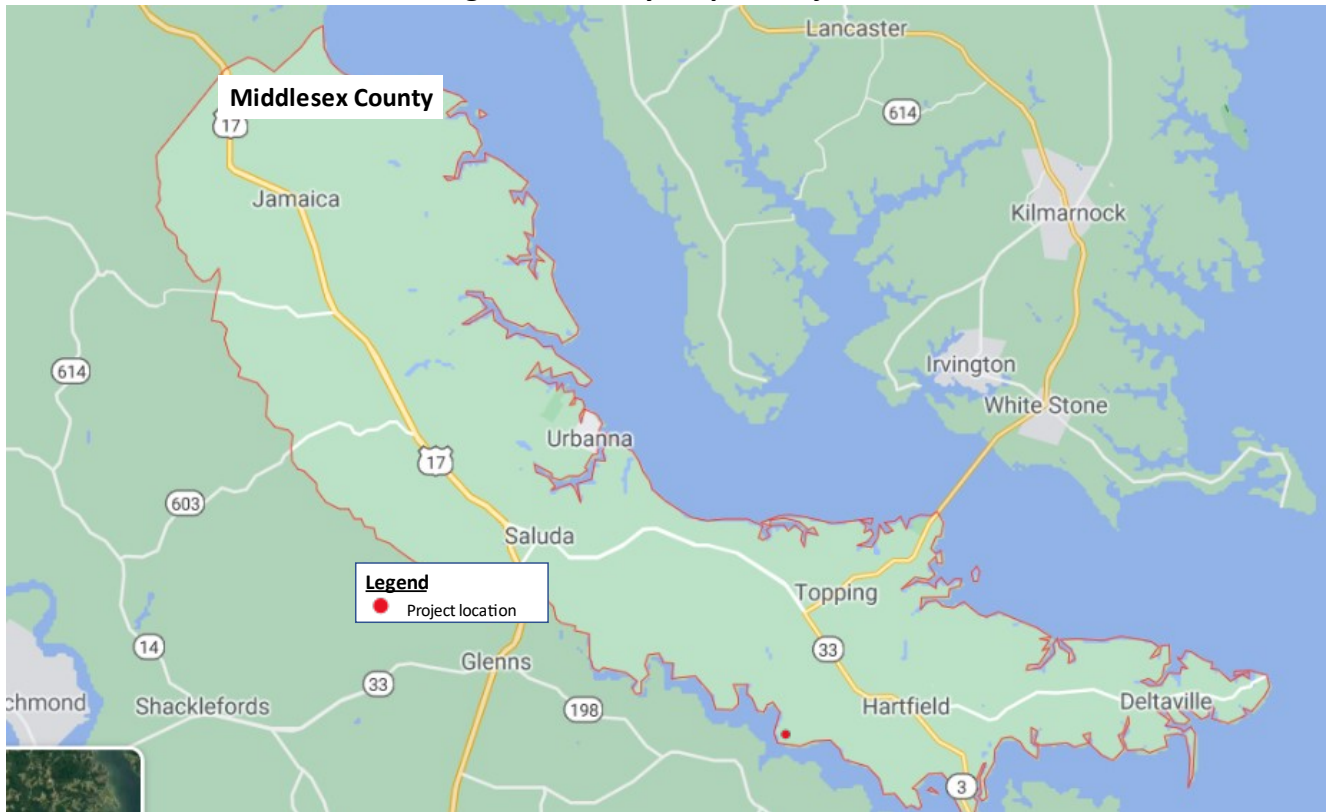 Lancaster
Middlesex County
17
614
Jamaica
Kilmarnock
614
Irvington
White Stone
Urbanna
17
603
Saluda
Legend
Project location
Topping
14
33
Glenns
33
198
chmond
Shacklefords
Hartfield
Deltaville
3